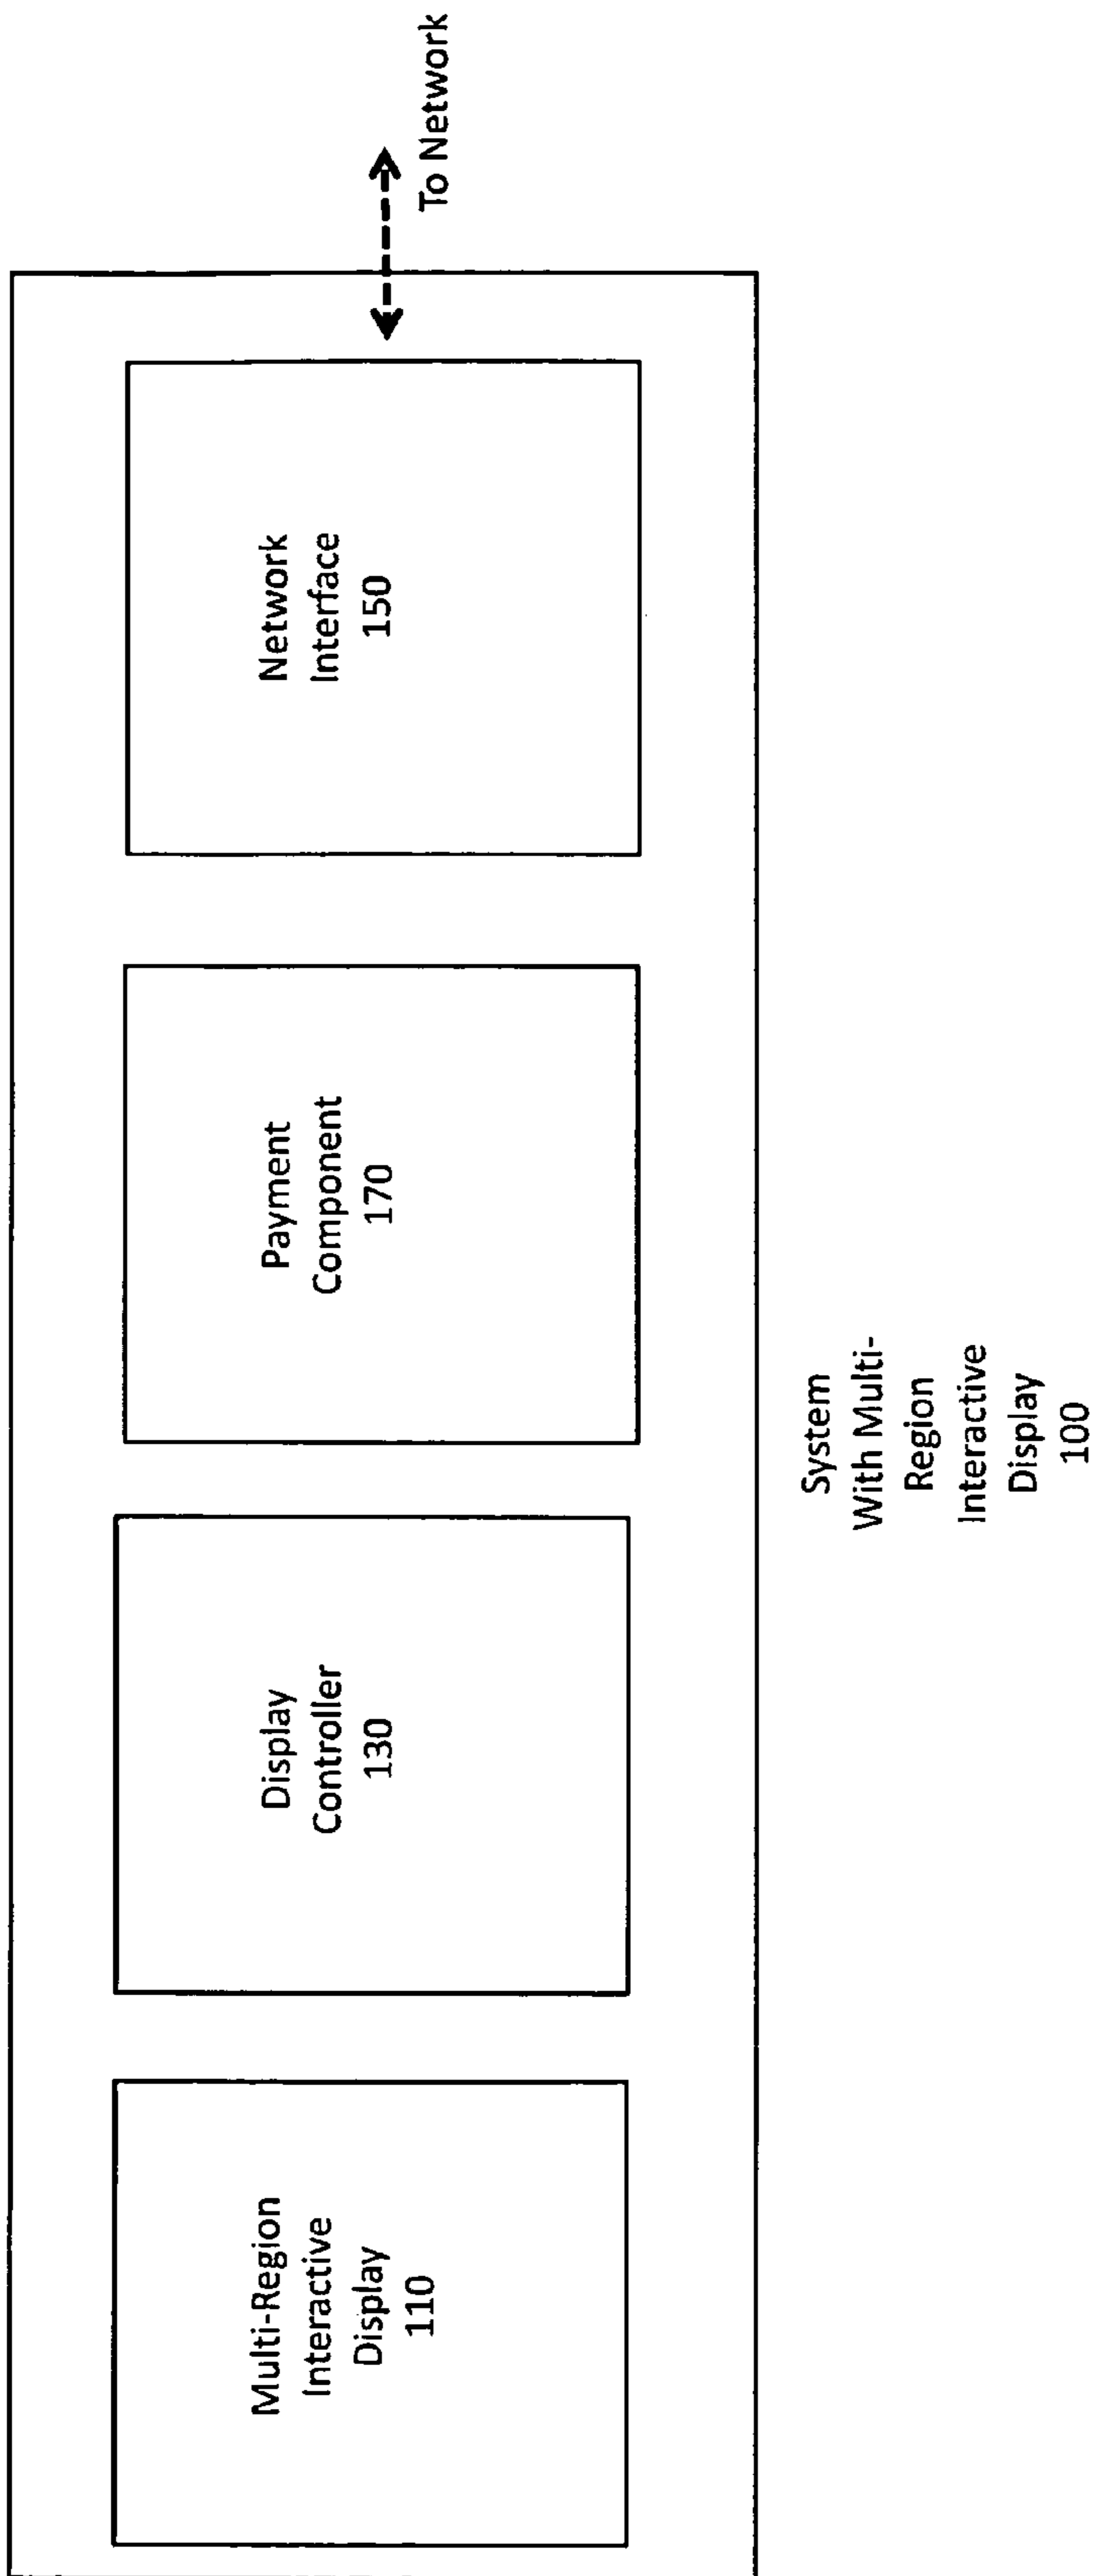 Multi-Region
Interactive
Display
110
Display
Controller
130
Payment
Component
170
Network
Interface
150
To Network
System
With Multi-
Region
Interactive
Display
100